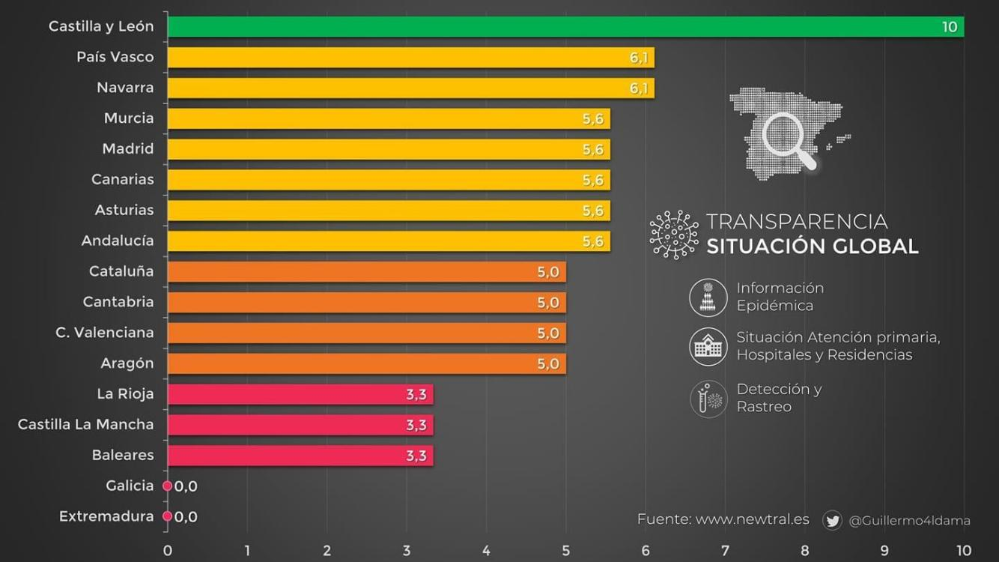 Castilla y León 10
País Vasco 6,1
Navarra 6,1
Murcia 5,6
Madrid 5,6
Canarias 5,6
Asturias 5,6
Andalucía 5,6
Cataluña 5,0
Cantabria 5,0
C. Valenciana 5,0
Aragón 5,0
La Rioja 3,3
Castilla La Mancha 3,3
Baleares 3,3
Galicia 0,0
Extremadura 0,0
0 1 2 3 4 5 6 7 8 9 10
TRANSPARENCIA
SITUACIÓN GLOBAL
Información
Epidémica
Situación Atención primaria,
Hospitales y Residencias
Detección y
Rastreo
Fuente: www.newtral.es @Guillermo4ldama